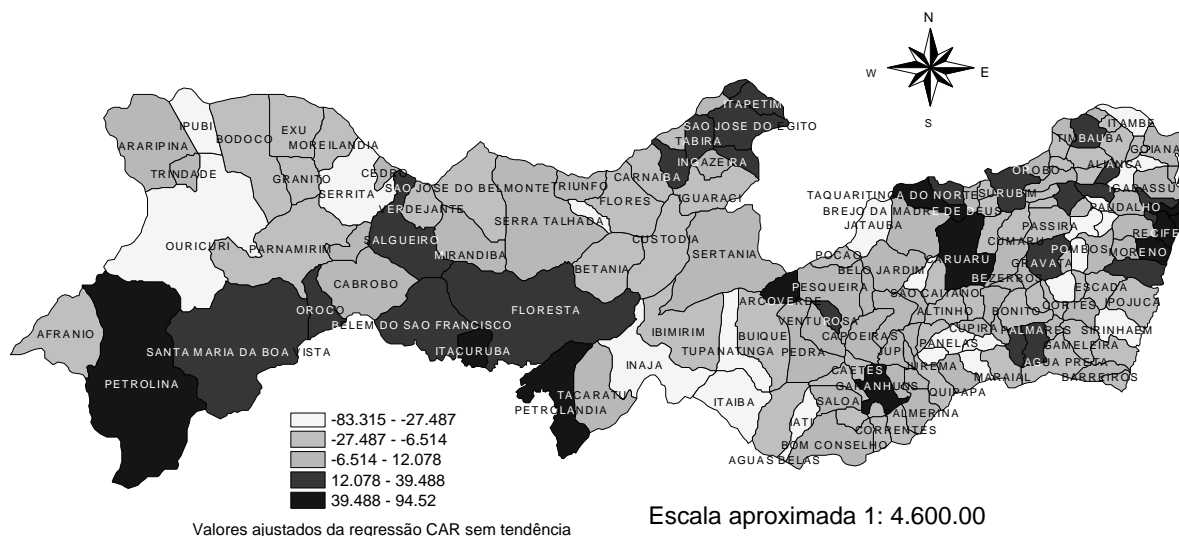 N
W E
S
ITAPETIM
SAO JOSE DO EGITO
TABIRA
INGAZEIRA
IPUBI
BODOCO
EXU
MOREILANDIA
ARARIPINA
TRINDADE
GRANITO
SERRITA
CEDRO
SAO JOSE DO BELMONTE
VERDEJANTE
TRIUNFO
CARNAIBA
FLORES
IGUARACI
SERRA TALHADA
OURICURI
PARNAMIRIM
SALGUEIRO
MIRANDIBA
CUSTODIA
SERTANIA
BETANIA
CABROBO
OROCO
FLORESTA
BELEM DO SAO FRANCISCO
ITACURUBA
AFRANIO
SANTA MARIA DA BOA VISTA
PETROLINA
ITAMBE
TIMBAUBA
GOIANA
ALIANCA
OROBO
TAQUARITINGA DO NORTE
SURUBIM
PAUDALHO
BREJO DA MADRE DE DEUS
JATAUBA
PASSIRA
RECIFE
CUMARU
POCAO
POMBOS
MORENO
CARUARU
GRAVATA
BELO JARDIM
BEZERROS
PESQUEIRA
ARCOVERDE
SAO CAITANO
ESCADA
CORTES
IPOJUCA
ALTINHO
BONITO
VENTUROSA
IBIMIRIM
BUIQUE
CAPOEIRAS
CUPIRA
PALMARES
SIRINHAEM
PANELAS
GAMELEIRA
TUPANATINGA
PEDRA
JUPI
INAJA
CAETES
JUREMA
AGUA PRETA
MARAIAL
BARREIROS
GARANHUNS
QUIPAPA
TACARATU
ITAIBA
SALOA
PETROLANDIA
IATI
ALMERINA
CORRENTES
BOM CONSELHO
AGUAS BELAS
-83.315 - -27.487
-27.487 - -6.514
-6.514 - 12.078
12.078 - 39.488
39.488 - 94.52
Valores ajustados da regressão CAR sem tendência
Escala aproximada 1: 4.600.00